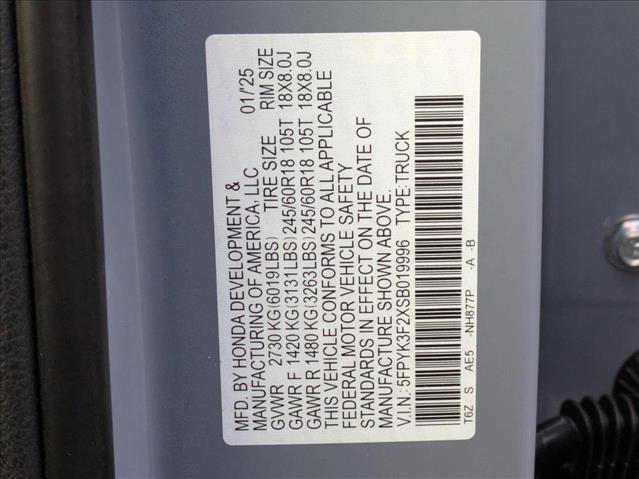 MFD. BY HONDA DEVELOPMENT &
MANUFACTURING OF AMERICA, LLC 01/'25
GVWR 2730 KG(6019LBS) TIRE SIZE RIM SIZE
GAWR F 1420 KG(3131LBS) 245/60R18 105T 18X8.0J
GAWR R 1480 KG(3263LBS) 245/60R18 105T 18X8.0J
THIS VEHICLE CONFORMS TO ALL APPLICABLE
FEDERAL MOTOR VEHICLE SAFETY
STANDARDS IN EFFECT ON THE DATE OF
MANUFACTURE SHOWN ABOVE.
V.I.N.: 5FPYK3F2XSB019996 TYPE: TRUCK
T6Z S AE5 -NH877P -A -B